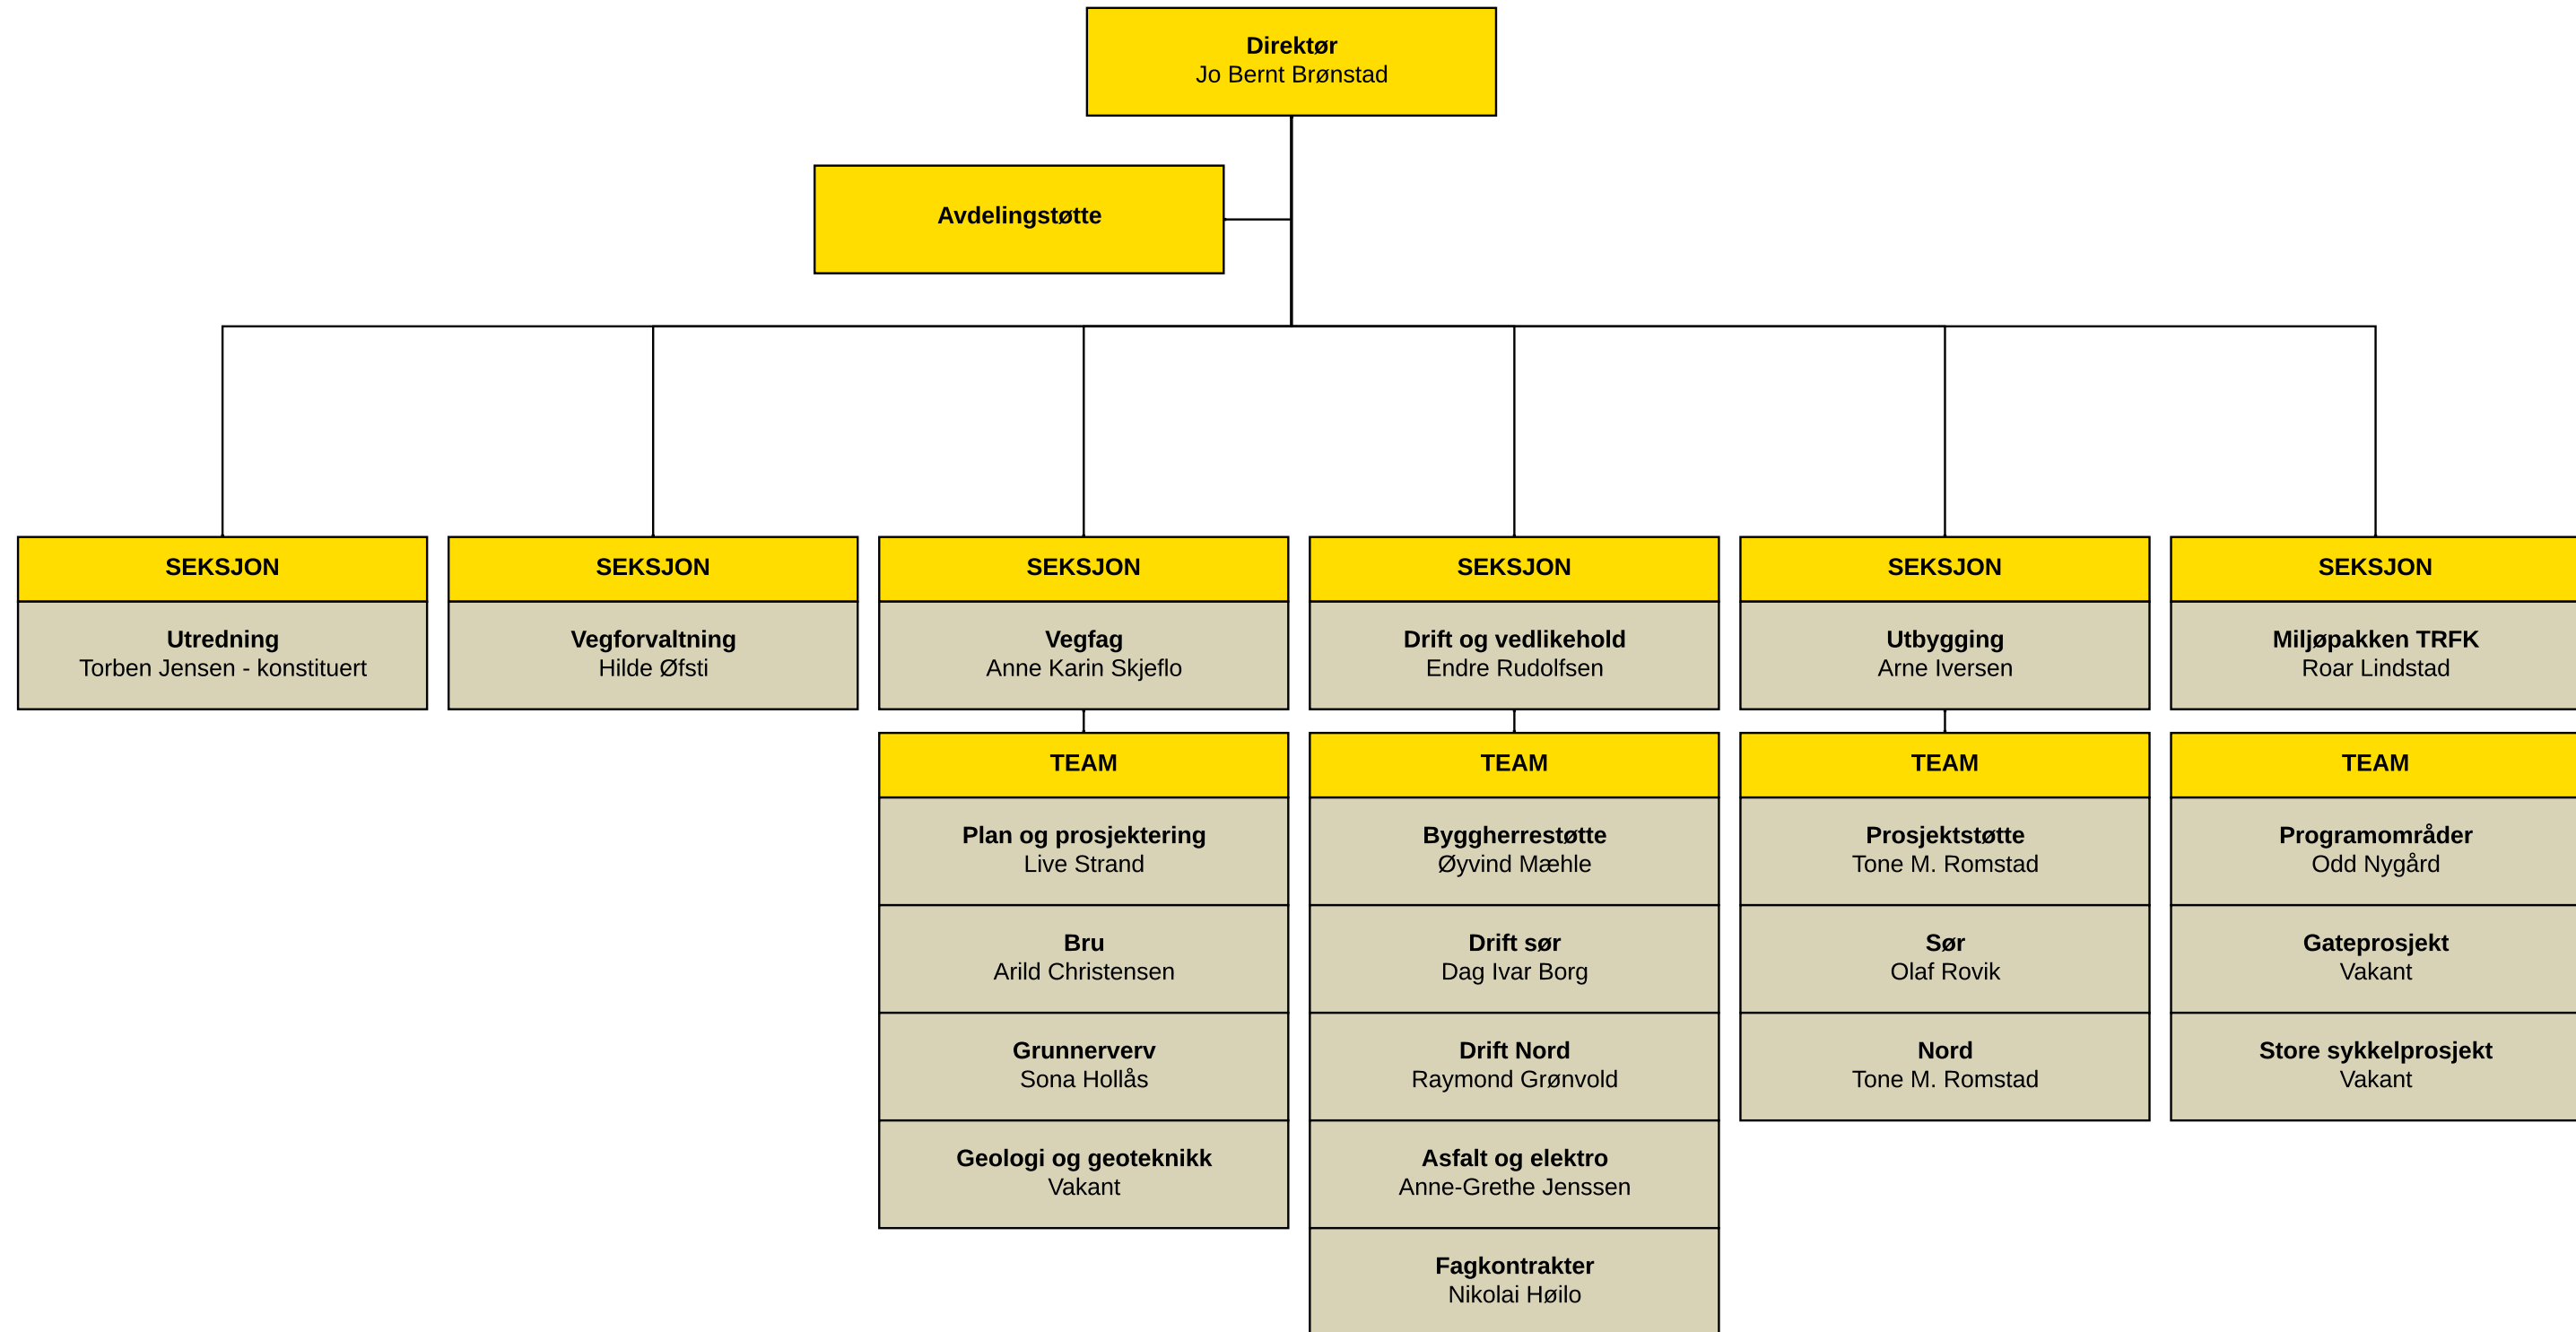 Direktør
Jo Bernt Brønstad
Avdelingstøtte
SEKSJON
Utredning
Torben Jensen - konstituert
SEKSJON
Vegforvaltning
Hilde Øfsti
SEKSJON
Vegfag
Anne Karin Skjeflo
TEAM
Plan og prosjektering
Live Strand
Bru
Arild Christensen
Grunnerverv
Sona Hollås
Geologi og geoteknikk
Vakant
SEKSJON
Drift og vedlikehold
Endre Rudolfsen
TEAM
Byggherrestøtte
Øyvind Mæhle
Drift sør
Dag Ivar Borg
Drift Nord
Raymond Grønvold
Asfalt og elektro
Anne-Grethe Jenssen
Fagkontrakter
Nikolai Høilo
SEKSJON
Utbygging
Arne Iversen
TEAM
Prosjektstøtte
Tone M. Romstad
Sør
Olaf Rovik
Nord
Tone M. Romstad
SEKSJON
Miljøpakken TRFK
Roar Lindstad
TEAM
Programområder
Odd Nygård
Gateprosjekt
Vakant
Store sykkelprosjekt
Vakant